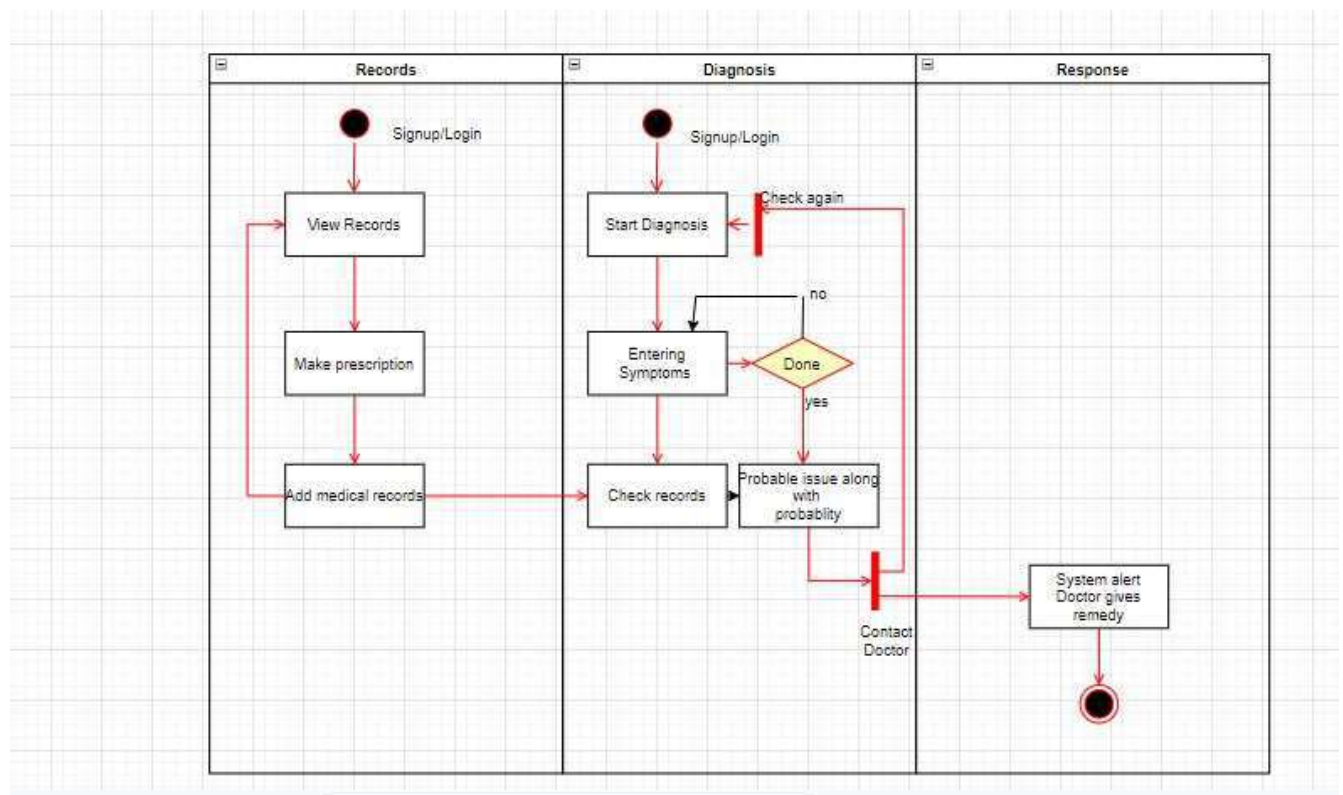 Records
Diagnosis
Response
Signup/Login
View Records
Make prescription
Add medical records
Signup/Login
Start Diagnosis
Check again
no
Entering
Symptoms
Done
yes
Check records
Probable issue along
with
probablity
Contact
Doctor
System alert
Doctor gives
remedy